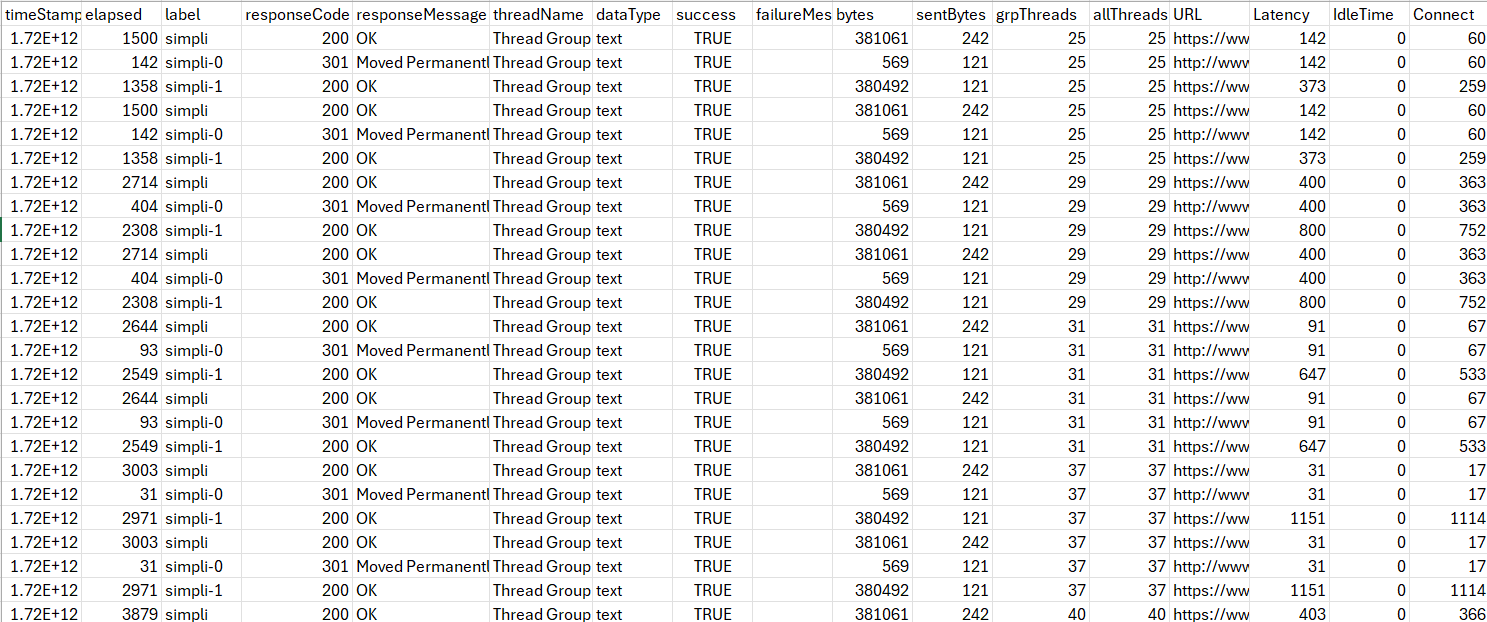 timeStamp elapsed label responseCode responseMessage threadName dataType success failureMes bytes sentBytes grpThreads allThreads URL Latency IdleTime Connect
1.72E+12 1500 simpli 200 OK Thread Group text TRUE 381061 242 25 25 https://ww 142 0 60
1.72E+12 142 simpli-0 301 Moved Permanentl Thread Group text TRUE 569 121 25 25 http://www 142 0 60
1.72E+12 1358 simpli-1 200 OK Thread Group text TRUE 380492 121 25 25 https://ww 373 0 259
1.72E+12 1500 simpli 200 OK Thread Group text TRUE 381061 242 25 25 https://ww 142 0 60
1.72E+12 142 simpli-0 301 Moved Permanentl Thread Group text TRUE 569 121 25 25 http://www 142 0 60
1.72E+12 1358 simpli-1 200 OK Thread Group text TRUE 380492 121 25 25 https://ww 373 0 259
1.72E+12 2714 simpli 200 OK Thread Group text TRUE 381061 242 29 29 https://ww 400 0 363
1.72E+12 404 simpli-0 301 Moved Permanentl Thread Group text TRUE 569 121 29 29 http://www 400 0 363
1.72E+12 2308 simpli-1 200 OK Thread Group text TRUE 380492 121 29 29 https://ww 800 0 752
1.72E+12 2714 simpli 200 OK Thread Group text TRUE 381061 242 29 29 https://ww 400 0 363
1.72E+12 404 simpli-0 301 Moved Permanentl Thread Group text TRUE 569 121 29 29 http://www 400 0 363
1.72E+12 2308 simpli-1 200 OK Thread Group text TRUE 380492 121 29 29 https://ww 800 0 752
1.72E+12 2644 simpli 200 OK Thread Group text TRUE 381061 242 31 31 https://ww 91 0 67
1.72E+12 93 simpli-0 301 Moved Permanentl Thread Group text TRUE 569 121 31 31 http://www 91 0 67
1.72E+12 2549 simpli-1 200 OK Thread Group text TRUE 380492 121 31 31 https://ww 647 0 533
1.72E+12 2644 simpli 200 OK Thread Group text TRUE 381061 242 31 31 https://ww 91 0 67
1.72E+12 93 simpli-0 301 Moved Permanentl Thread Group text TRUE 569 121 31 31 http://www 91 0 67
1.72E+12 2549 simpli-1 200 OK Thread Group text TRUE 380492 121 31 31 https://ww 647 0 533
1.72E+12 3003 simpli 200 OK Thread Group text TRUE 381061 242 37 37 https://ww 31 0 17
1.72E+12 31 simpli-0 301 Moved Permanentl Thread Group text TRUE 569 121 37 37 http://www 31 0 17
1.72E+12 2971 simpli-1 200 OK Thread Group text TRUE 380492 121 37 37 https://ww 1151 0 1114
1.72E+12 3003 simpli 200 OK Thread Group text TRUE 381061 242 37 37 https://ww 31 0 17
1.72E+12 31 simpli-0 301 Moved Permanentl Thread Group text TRUE 569 121 37 37 http://www 31 0 17
1.72E+12 2971 simpli-1 200 OK Thread Group text TRUE 380492 121 37 37 https://ww 1151 0 1114
1.72E+12 3879 simpli 200 OK Thread Group text TRUE 381061 242 40 40 https://ww 403 0 366